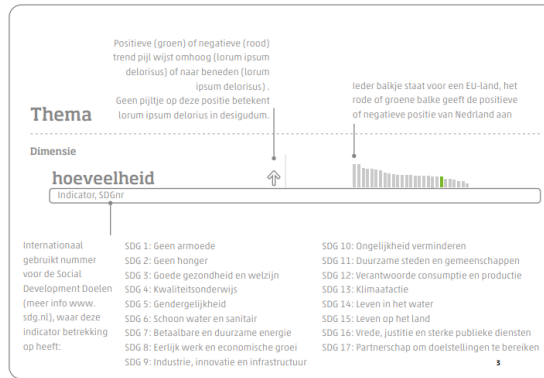 Positieve (groen) of negatieve (rood)
trend pijl wijst omhoog (lorum ipsum
delorisus) of naar beneden (lorum
ipsum delorisus) .
Geen pijltje op deze positie betekent
lorum ipsum delorius in desigudum.
Ieder balkje staat voor een EU-land, het
rode of groene balke geeft de positieve
of negatieve positie van Nedrland aan
Thema
Dimensie
hoeveelheid
Indicator, SDGnr
Internationaal
gebruikt nummer
voor de Social
Development Doelen
(meer info www.
sdg.nl), waar deze
indicator betrekking
op heeft:
SDG 1: Geen armoede
SDG 2: Geen honger
SDG 3: Goede gezondheid en welzijn
SDG 4: Kwaliteitsonderwijs
SDG 5: Gendergelijkheid
SDG 6: Schoon water en sanitair
SDG 7: Betaalbare en duurzame energie
SDG 8: Eerlijk werk en economische groei
SDG 9: Industrie, innovatie en infrastructuur
SDG 10: Ongelijkheid verminderen
SDG 11: Duurzame steden en gemeenschappen
SDG 12: Verantwoorde consumptie en productie
SDG 13: Klimaatactie
SDG 14: Leven in het water
SDG 15: Leven op het land
SDG 16: Vrede, justitie en sterke publieke diensten
SDG 17: Partnerschap om doelstellingen te bereiken
3